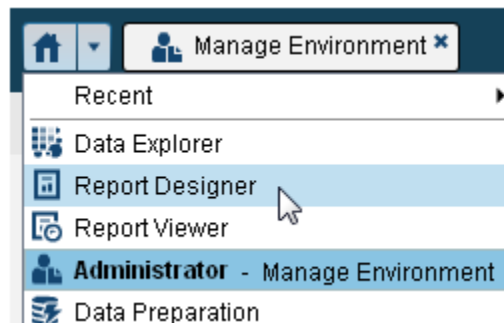 Manage Environment ×
Recent
Data Explorer
Report Designer
Report Viewer
Administrator - Manage Environment
Data Preparation